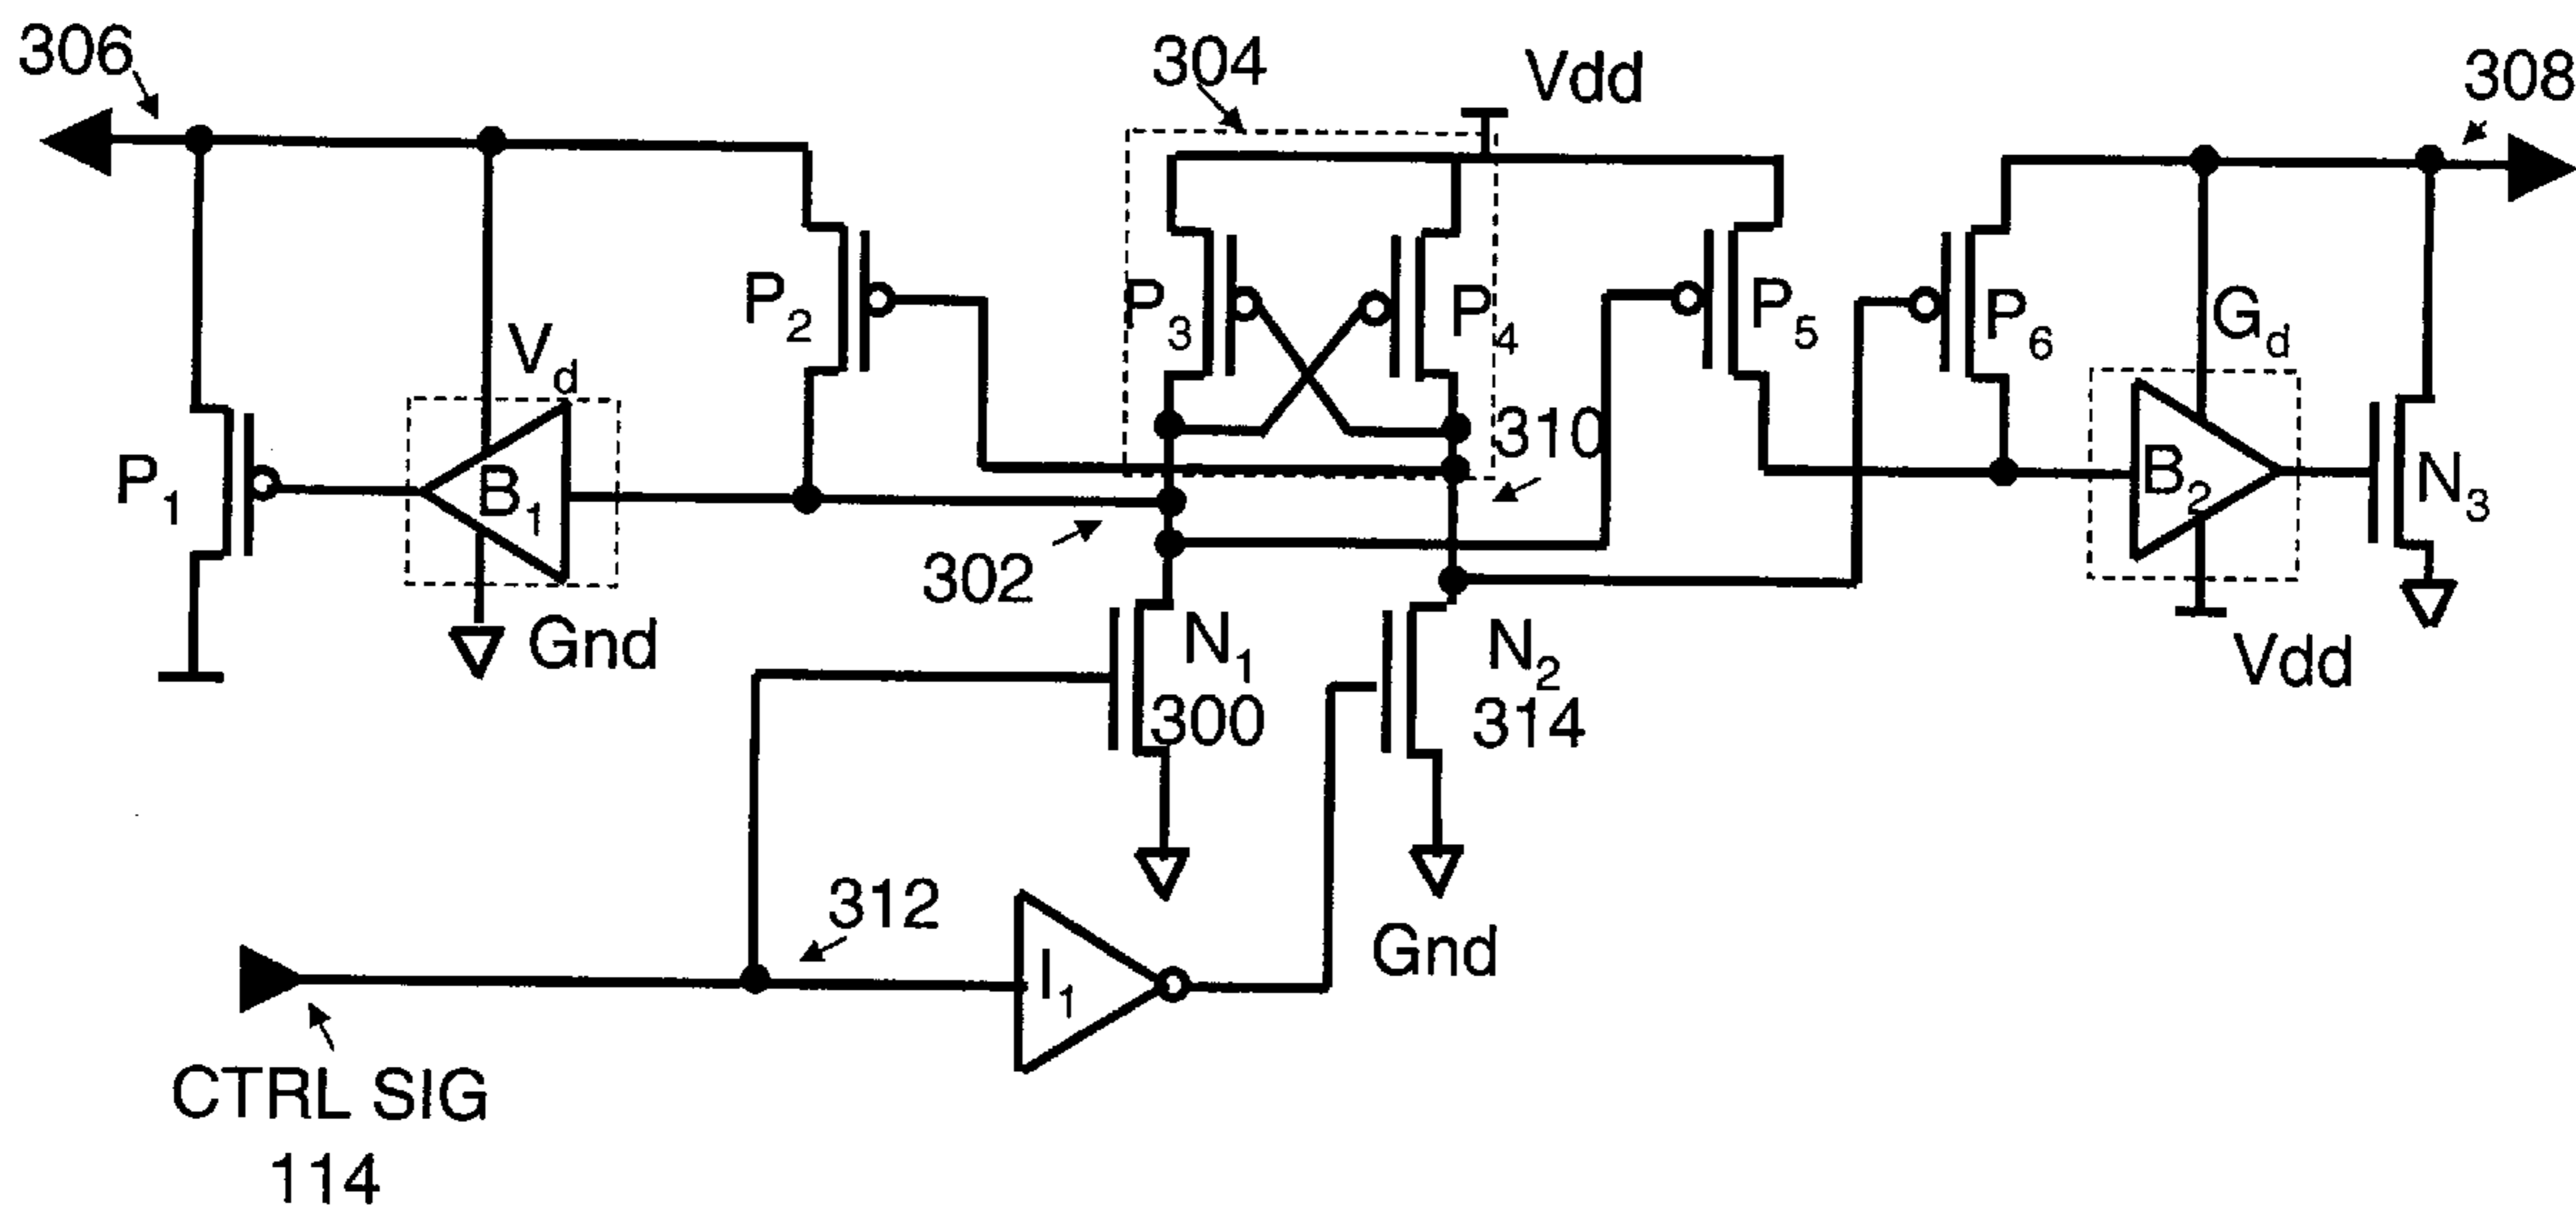 306
304
Vdd
308
P2
P3
P4
P5
P6
Gd
Vd
310
P1
B1
B2
N3
302
Gnd
N1
300
N2
314
Vdd
312
Gnd
I1
CTRL SIG
114